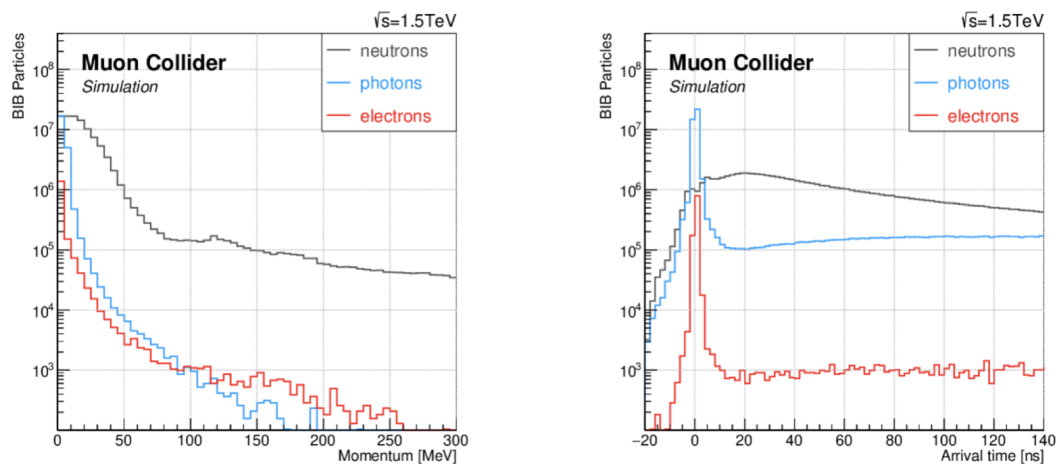 √s=1.5TeV
BIB Particles
Muon Collider
Simulation
neutrons
photons
electrons
10⁸
10⁷
10⁶
10⁵
10⁴
10³
0 50 100 150 200 250 300
Momentum [MeV]
√s=1.5TeV
BIB Particles
Muon Collider
Simulation
neutrons
photons
electrons
10⁸
10⁷
10⁶
10⁵
10⁴
10³
−20 0 20 40 60 80 100 120 140
Arrival time [ns]